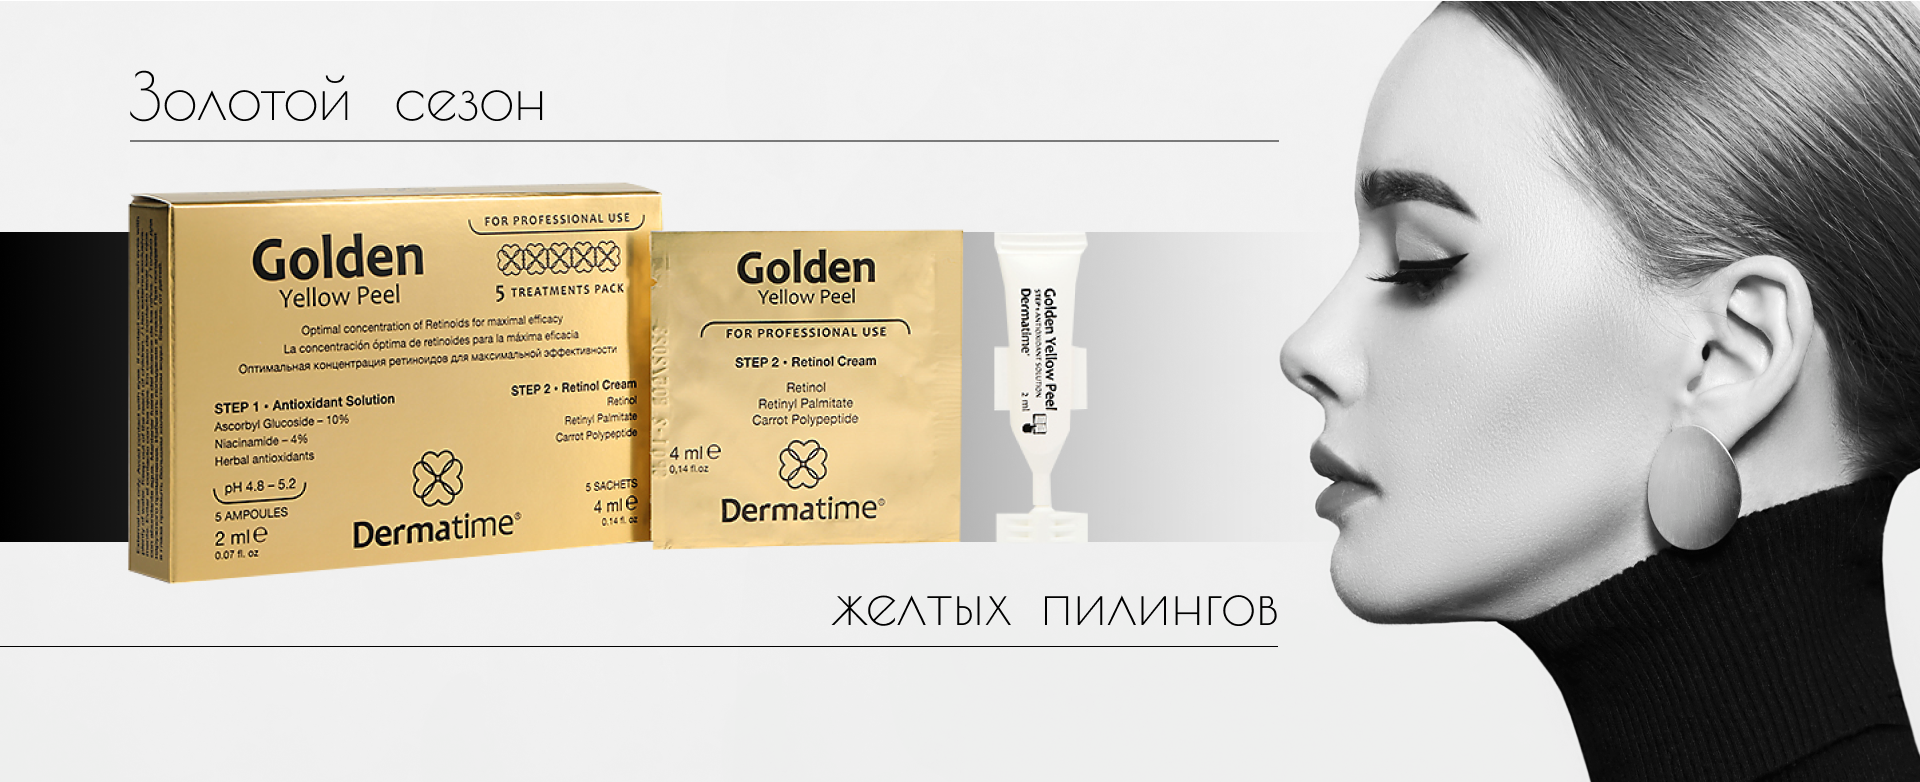 Золотой сезон
FOR PROFESSIONAL USE
Golden
Yellow Peel
5 TREATMENTS PACK
Optimal concentration of Retinoids for maximal efficacy
La concentración óptima de retinoides para la máxima eficacia
Оптимальная концентрация ретиноидов для максимальной эффективности
STEP 1 • Antioxidant Solution
Ascorbyl Glucoside – 10%
Niacinamide – 4%
Herbal antioxidants
pH 4.8 – 5.2
5 AMPOULES
2 ml e
0.07 fl. oz
STEP 2 • Retinol Cream
Retinol
Retinyl Palmitate
Carrot Polypeptide
5 SACHETS
4 ml e
0.14 fl. oz
Dermatime®
Golden
Yellow Peel
FOR PROFESSIONAL USE
STEP 2 • Retinol Cream
Retinol
Retinyl Palmitate
Carrot Polypeptide
4 ml e
0,14 fl.oz
Dermatime®
Golden Yellow Peel
STEP 1 ANTIOXIDANT SOLUTION
Dermatime®
2 ml
желтых пилингов